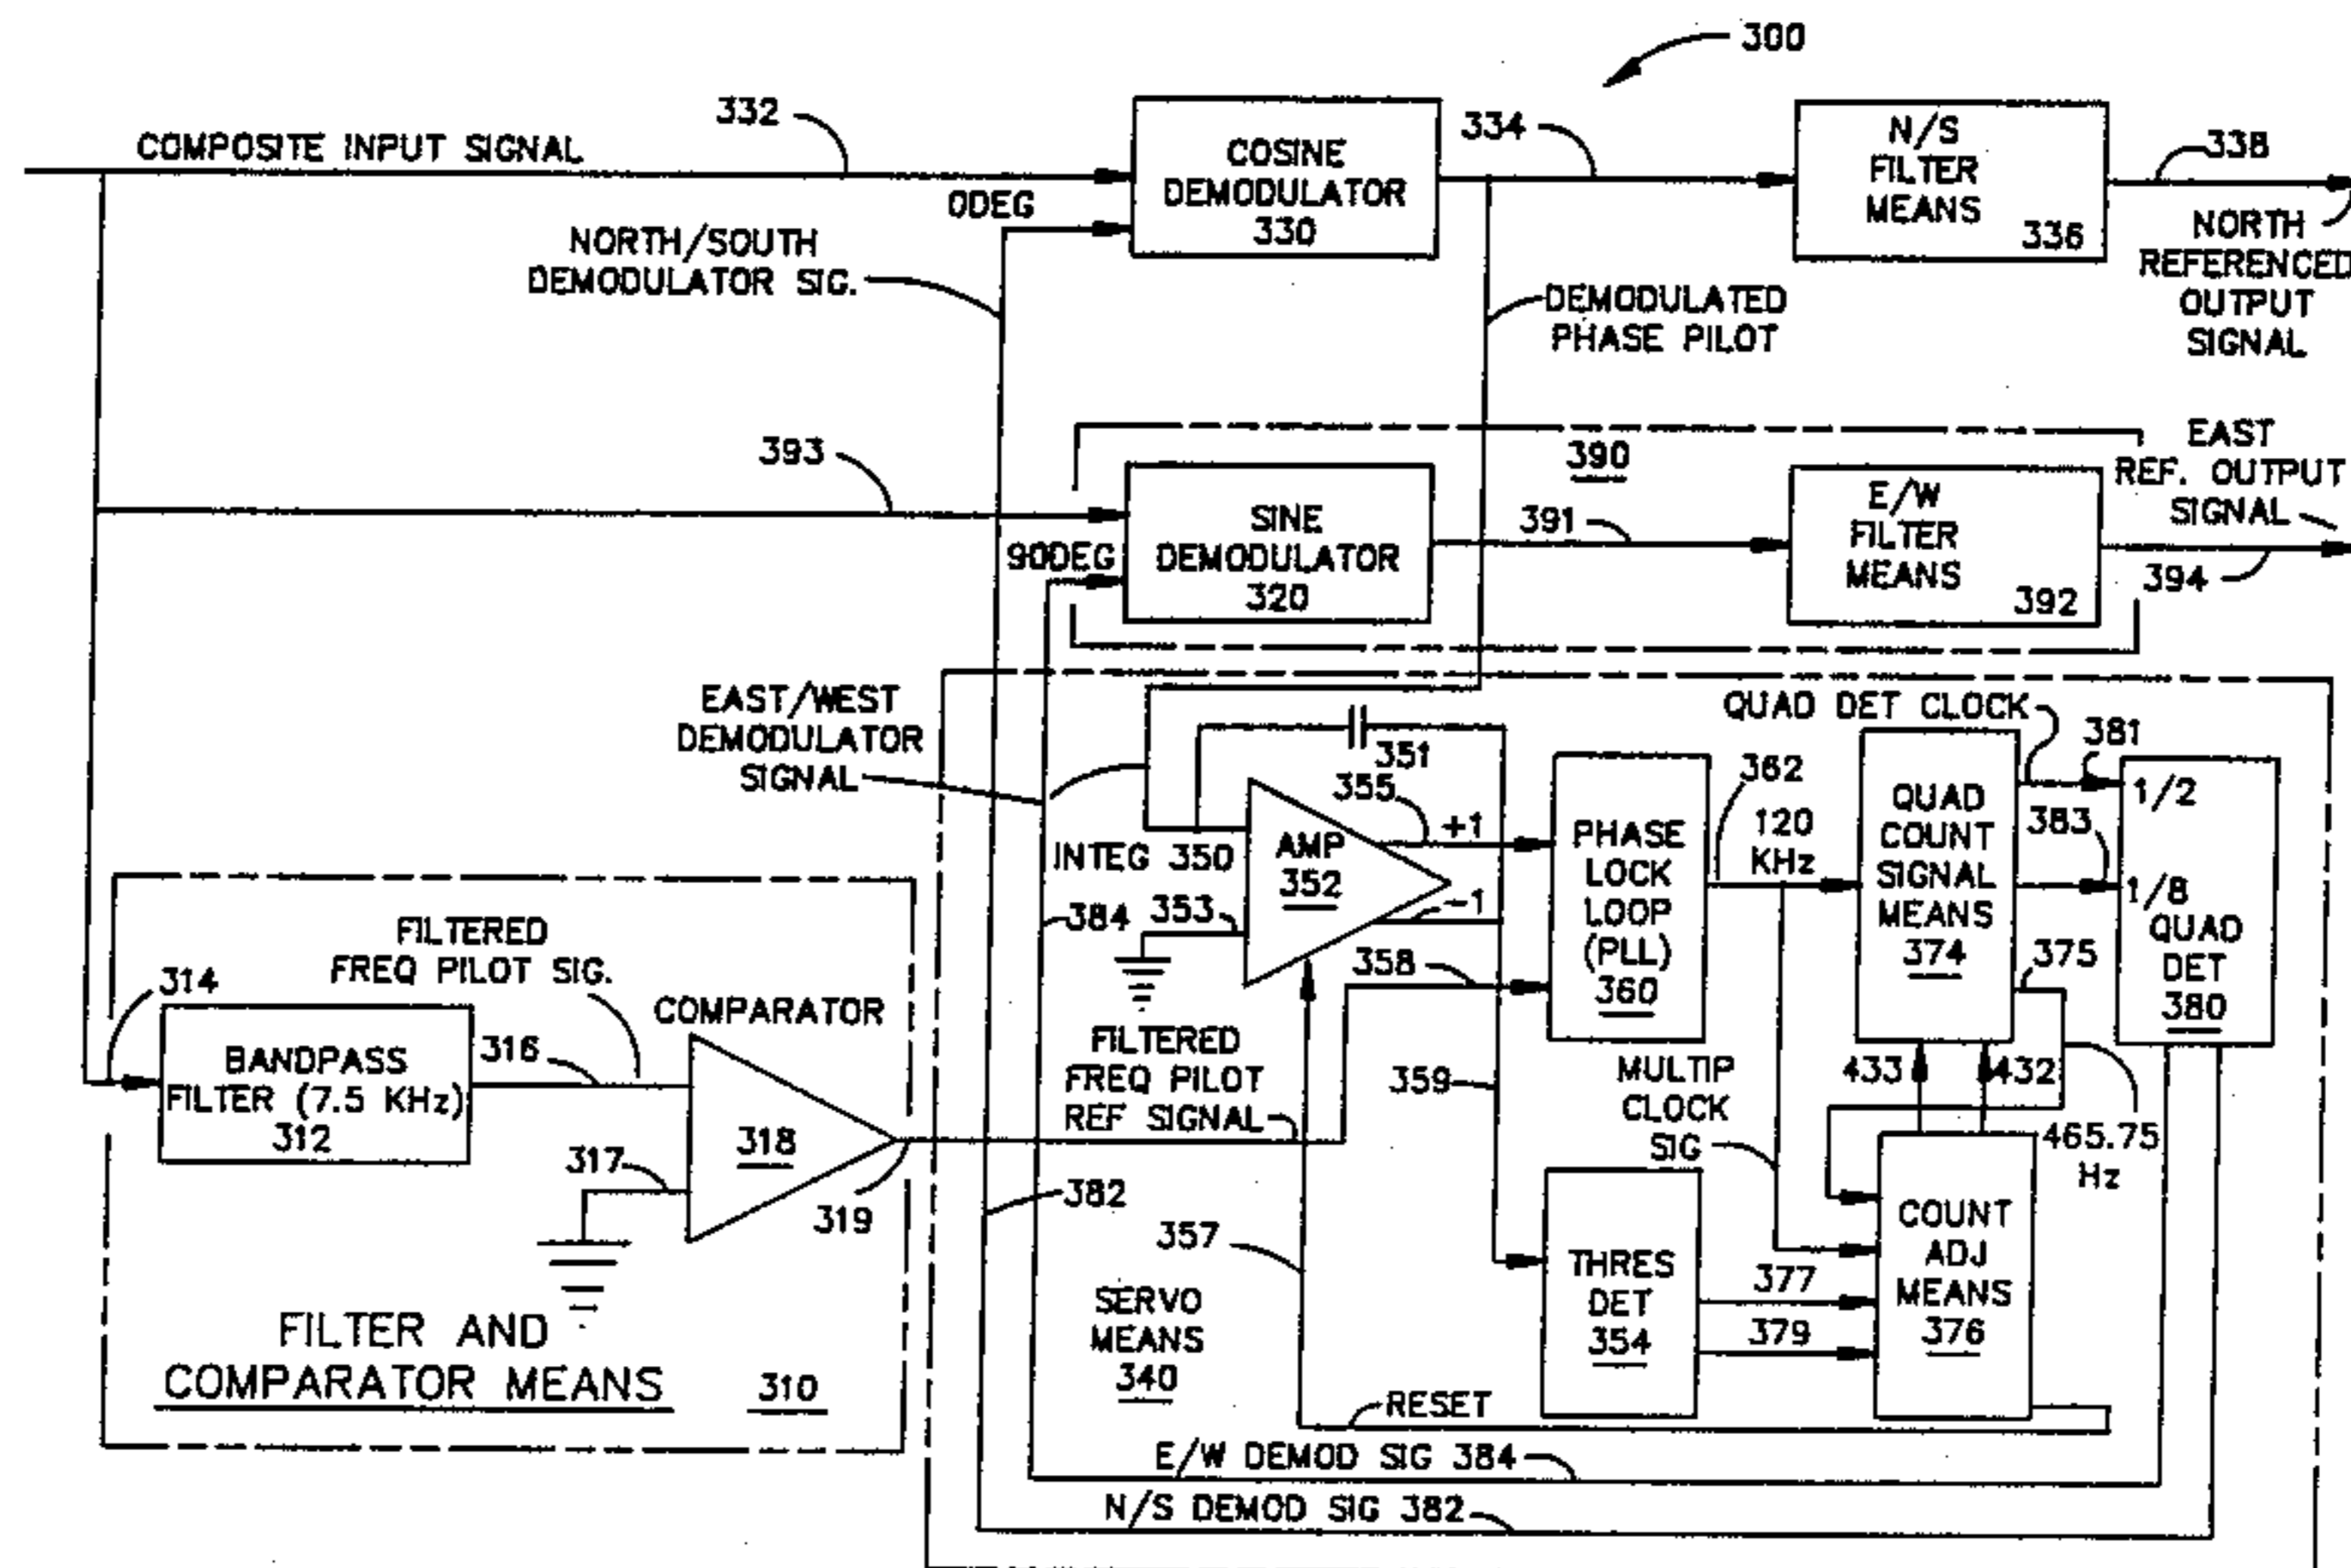 300
332
COMPOSITE INPUT SIGNAL
0DEG
COSINE
DEMODULATOR
330
334
N/S
FILTER
MEANS
336
338
NORTH
REFERENCED
OUTPUT
SIGNAL
NORTH/SOUTH
DEMODULATOR SIG.
DEMODULATED
PHASE PILOT
393
390
EAST
REF. OUTPUT
SIGNAL
90DEG
SINE
DEMODULATOR
320
391
E/W
FILTER
MEANS
392
394
EAST/WEST
DEMODULATOR
SIGNAL
QUAD DET CLOCK
351
355
+1
INTEG 350
AMP
352
353
-1
384
358
PHASE
LOCK
LOOP
(PLL)
360
362
120
KHz
QUAD
COUNT
SIGNAL
MEANS
374
381
1/2
383
1/8
QUAD
DET
380
375
FILTERED
FREQ PILOT SIG.
314
BANDPASS
FILTER (7.5 KHz)
312
316
COMPARATOR
318
317
319
FILTERED
FREQ PILOT
REF SIGNAL
359
MULTIP
CLOCK
SIG
433
432
465.75
Hz
382
357
SERVO
MEANS
340
THRES
DET
354
377
379
COUNT
ADJ
MEANS
376
FILTER AND
COMPARATOR MEANS 310
RESET
E/W DEMOD SIG 384
N/S DEMOD SIG 382